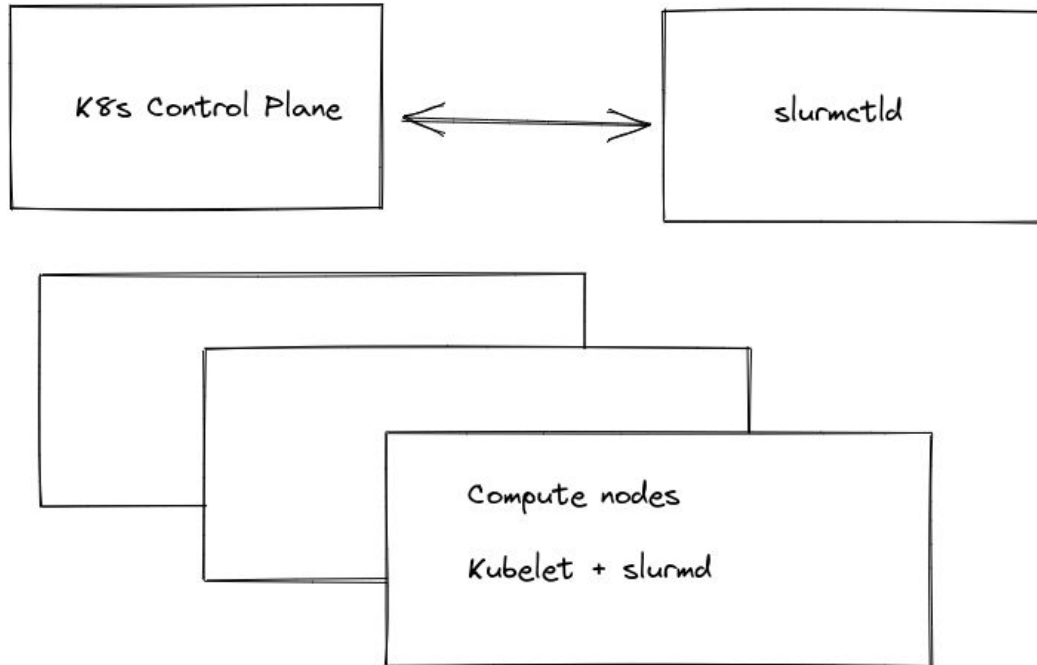 K8s Control Plane
slurmctld
Compute nodes
Kubelet + slurmd